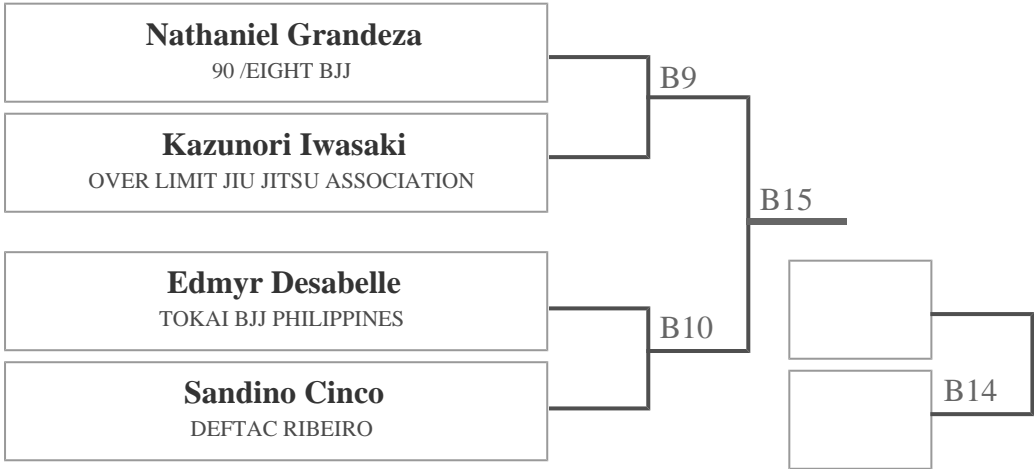 Nathaniel Grandeza
90 /EIGHT BJJ
B9
Kazunori Iwasaki
OVER LIMIT JIU JITSU ASSOCIATION
B15
Edmyr Desabelle
TOKAI BJJ PHILIPPINES
B10
Sandino Cinco
DEFTAC RIBEIRO
B14